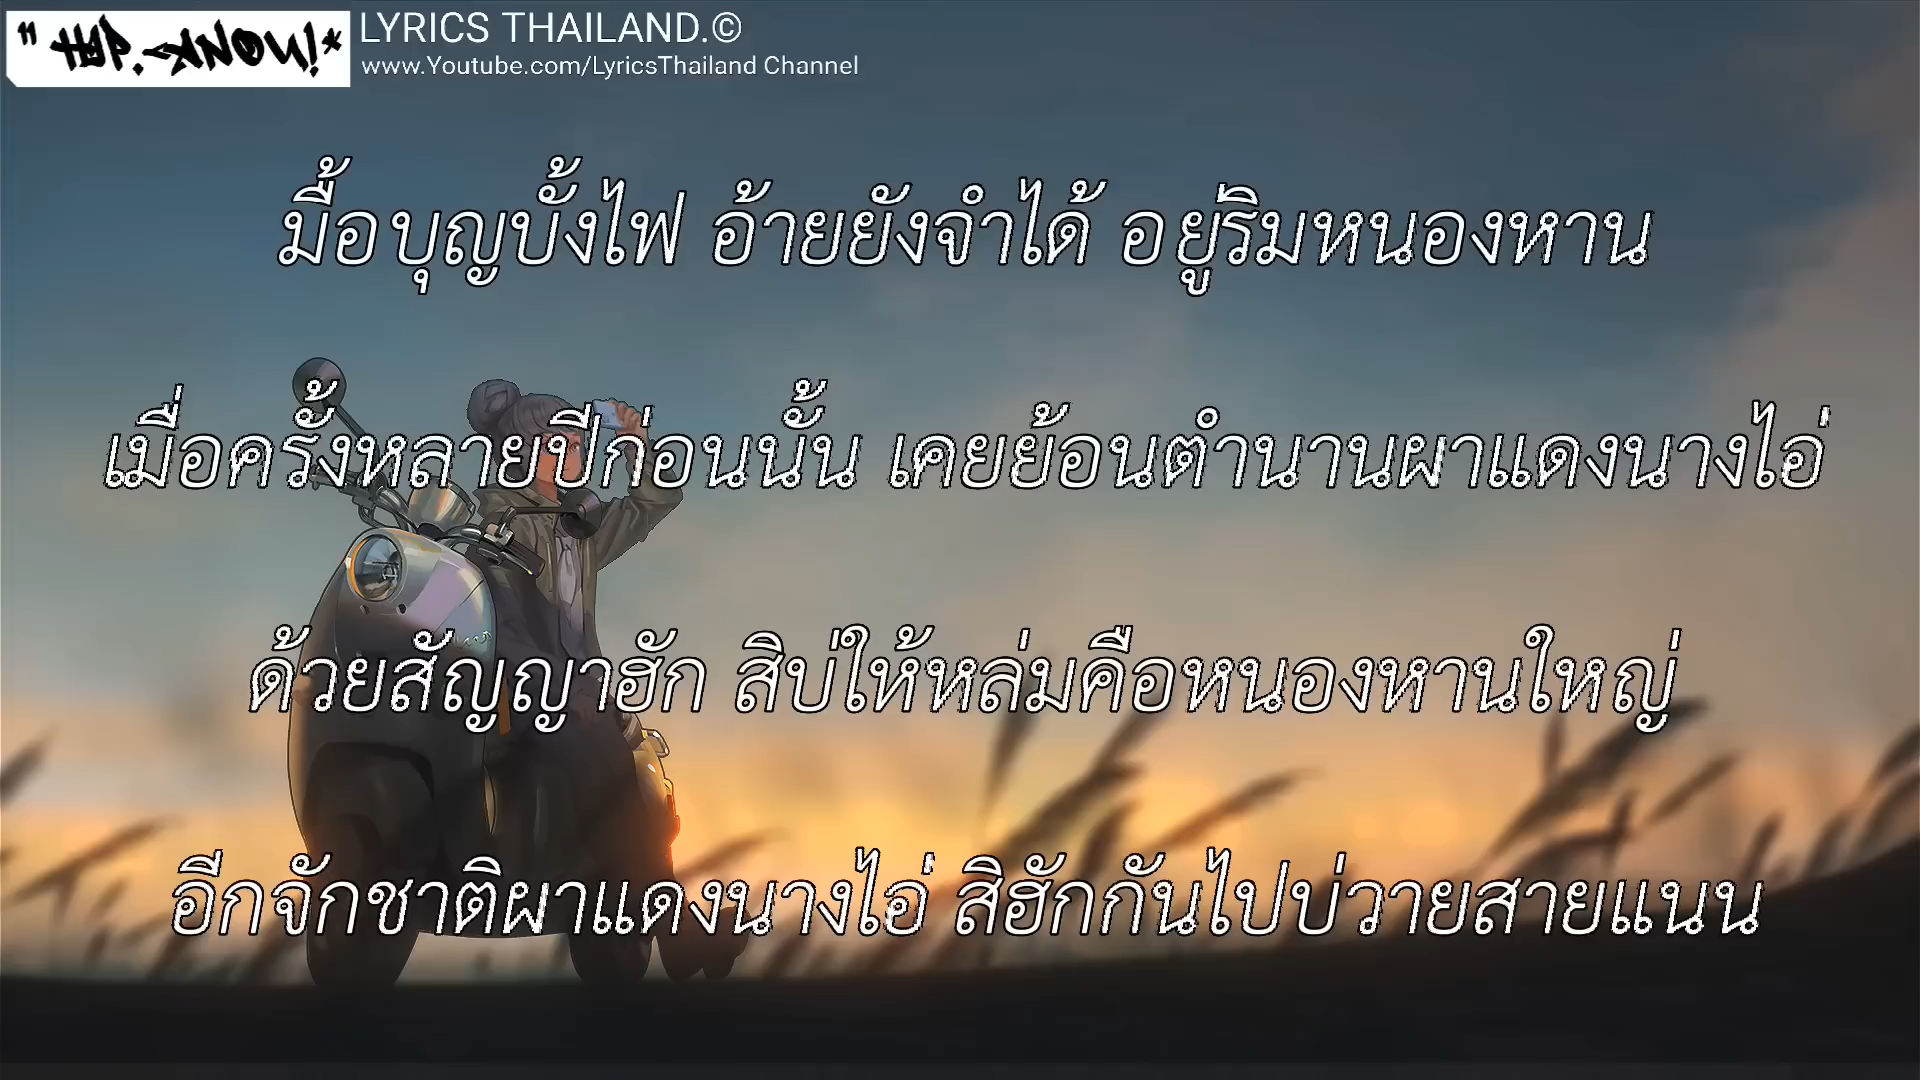 " HYP.-KNOW!*
LYRICS THAILAND.©
www.Youtube.com/LyricsThailand Channel
มื้อบุญบั้งไฟ อ้ายยังจำได้ อยู่ริมหนองหาน
เมื่อครั้งหลายปีก่อนนั้น เคยย้อนตำนานผาแดงนางไอ่
ด้วยสัญญาฮัก สิบ่ให้หล่มคือหนองหานใหญ่
อีกจักชาติผาแดงนางไอ่ สิฮักกันไปบ่วายสายแนน